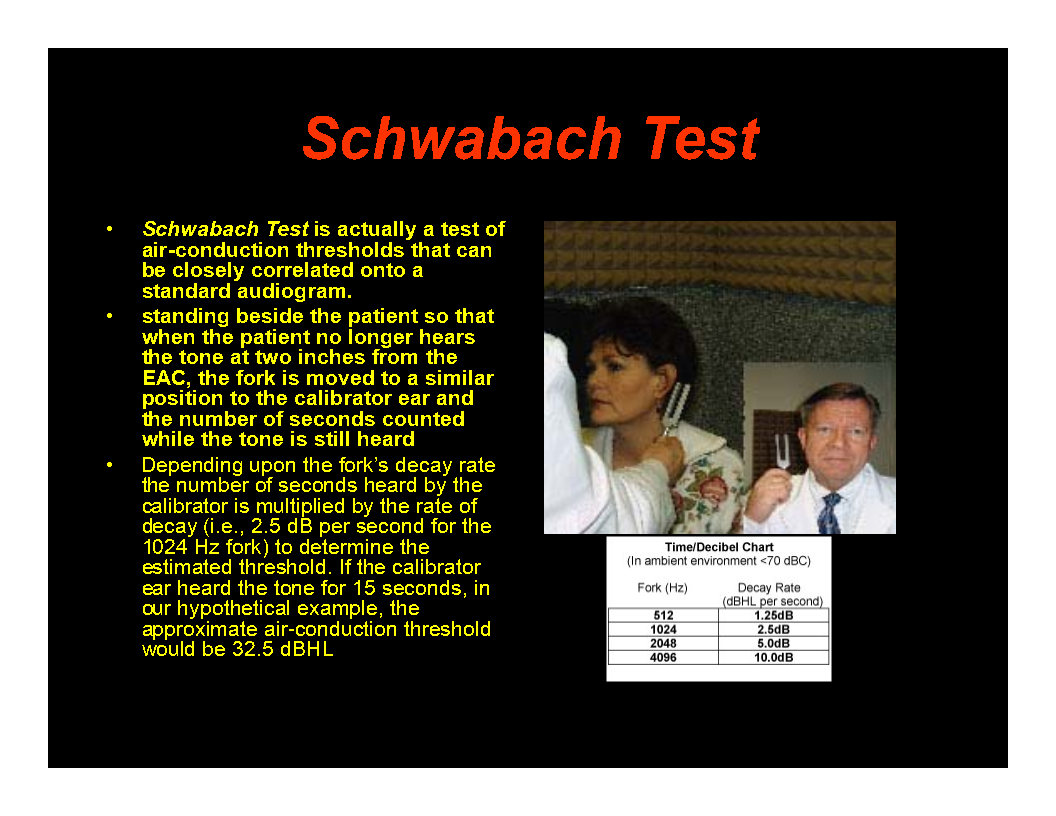 Schwabach Test
• Schwabach Test is actually a test of
air-conduction thresholds that can
be closely correlated onto a
standard audiogram.
• standing beside the patient so that
when the patient no longer hears
the tone at two inches from the
EAC, the fork is moved to a similar
position to the calibrator ear and
the number of seconds counted
while the tone is still heard
• Depending upon the fork's decay rate
the number of seconds heard by the
calibrator is multiplied by the rate of
decay (i.e., 2.5 dB per second for the
1024 Hz fork) to determine the
estimated threshold. If the calibrator
ear heard the tone for 15 seconds, in
our hypothetical example, the
approximate air-conduction threshold
would be 32.5 dBHL
Time/Decibel Chart
(In ambient environment <70 dBC)
Fork (Hz) Decay Rate
(dBHL per second)
512 1.25dB
1024 2.5dB
2048 5.0dB
4096 10.0dB